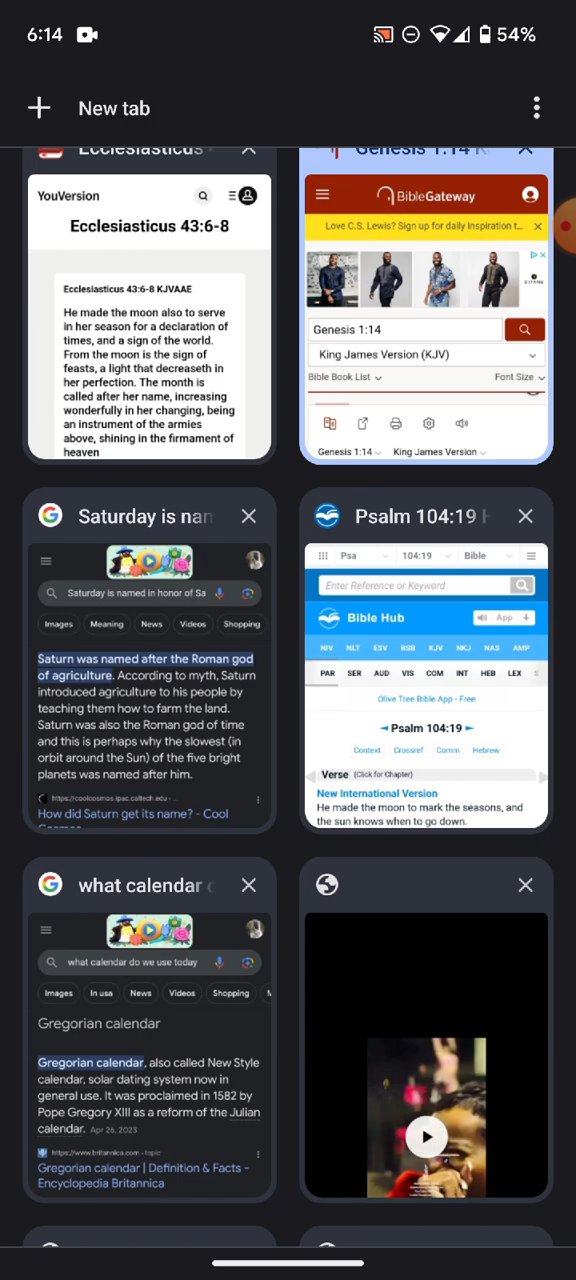 6:14
54%
New tab
Ecclesiasticus
YouVersion
Ecclesiasticus 43:6-8
Ecclesiasticus 43:6-8 KJVAAE
He made the moon also to serve
in her season for a declaration of
times, and a sign of the world.
From the moon is the sign of
feasts, a light that decreaseth in
her perfection. The month is
called after her name, increasing
wonderfully in her changing, being
an instrument of the armies
above, shining in the firmament of
heaven
Genesis 1:14
BibleGateway
Love C.S. Lewis? Sign up for daily inspiration t...
Genesis 1:14
King James Version (KJV)
Bible Book List
Font Size
Genesis 1:14
King James Version
Saturday is nam
Saturday is named in honor of Sa
Images Meaning News Videos Shopping
Saturn was named after the Roman god
of agriculture. According to myth, Saturn
introduced agriculture to his people by
teaching them how to farm the land.
Saturn was also the Roman god of time
and this is perhaps why the slowest (in
orbit around the Sun) of the five bright
planets was named after him.
https://coolcosmos.ipac.caltech.edu › ...
How did Saturn get its name? - Cool
Cosmos
Psalm 104:19
Psa 104:19 Bible
Enter Reference or Keyword
Bible Hub
App
NIV NLT ESV BSB KJV NKJ NAS AMP
PAR SER AUD VIS COM INT HEB LEX
Olive Tree Bible App - Free
Psalm 104:19
Context Crossref Comm Hebrew
Verse (Click for Chapter)
New International Version
He made the moon to mark the seasons, and
the sun knows when to go down.
what calendar
what calendar do we use today
Images In usa News Videos Shopping
Gregorian calendar
Gregorian calendar, also called New Style
calendar, solar dating system now in
general use. It was proclaimed in 1582 by
Pope Gregory XIII as a reform of the Julian
calendar. Apr 26, 2023
https://www.britannica.com › topic
Gregorian calendar | Definition & Facts -
Encyclopedia Britannica